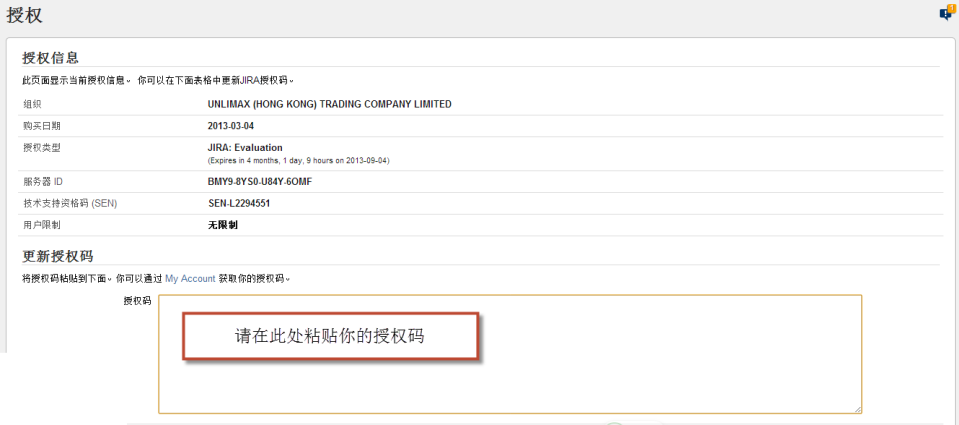 授权
授权信息
此页面显示当前授权信息。 你可以在下面表格中更新JIRA授权码。
组织 UNLIMAX (HONG KONG) TRADING COMPANY LIMITED
购买日期 2013-03-04
授权类型 JIRA: Evaluation
(Expires in 4 months, 1 day, 9 hours on 2013-09-04)
服务器 ID BMY9-8YS0-U84Y-6OMF
技术支持资格码 (SEN) SEN-L2294551
用户限制 无限制
更新授权码
将授权码粘贴到下面。你可以通过 My Account 获取你的授权码。
授权码
请在此处粘贴你的授权码